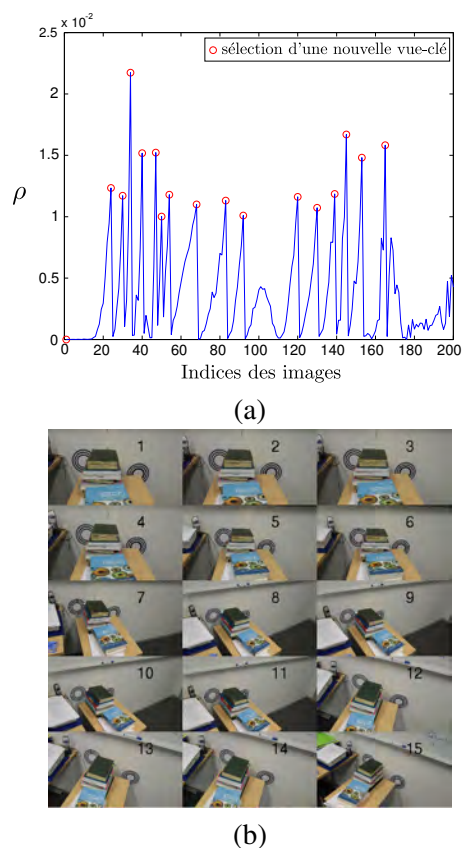 x 10⁻²
2.5
sélection d'une nouvelle vue-clé
2
1.5
ρ
1
0.5
0
0 20 40 60 80 100 120 140 160 180 200
Indices des images
(a)
1 2 3
4 5 6
7 8 9
10 11 12
13 14 15
(b)